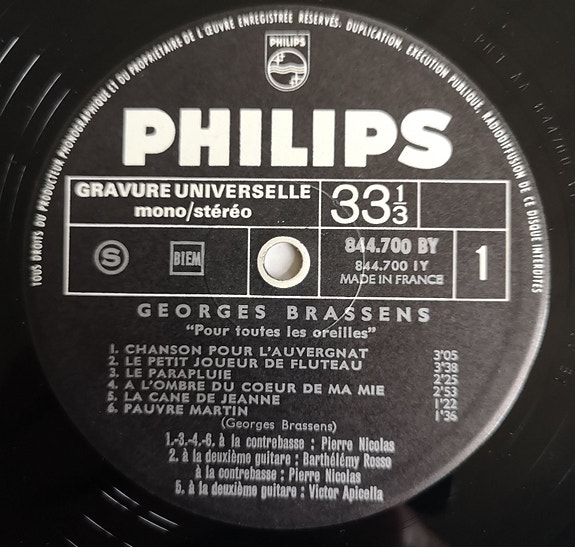 TOUS DROITS DU PRODUCTEUR PHONOGRAPHIQUE ET DU PROPRIÉTAIRE DE L'ŒUVRE ENREGISTRÉE RÉSERVÉS. DUPLICATION, EXÉCUTION PUBLIQUE, RADIODIFFUSION DE CE DISQUE INTERDITES
PHILIPS
PHILIPS
GRAVURE UNIVERSELLE
mono/stéréo
33 1/3
S
BIEM
844.700 BY
844.700 1Y
MADE IN FRANCE
1
GEORGES BRASSENS
"Pour toutes les oreilles"
1. CHANSON POUR L'AUVERGNAT 3'05
2. LE PETIT JOUEUR DE FLUTEAU 3'38
3. LE PARAPLUIE 2'25
4. A L'OMBRE DU COEUR DE MA MIE 2'53
5. LA CANE DE JEANNE 1'22
6. PAUVRE MARTIN 1'36
(Georges Brassens)
1.-3.-4.-6. à la contrebasse : Pierre Nicolas
2. à la deuxième guitare : Barthélémy Rosso
à la contrebasse : Pierre Nicolas
5. à la deuxième guitare : Victor Apicella